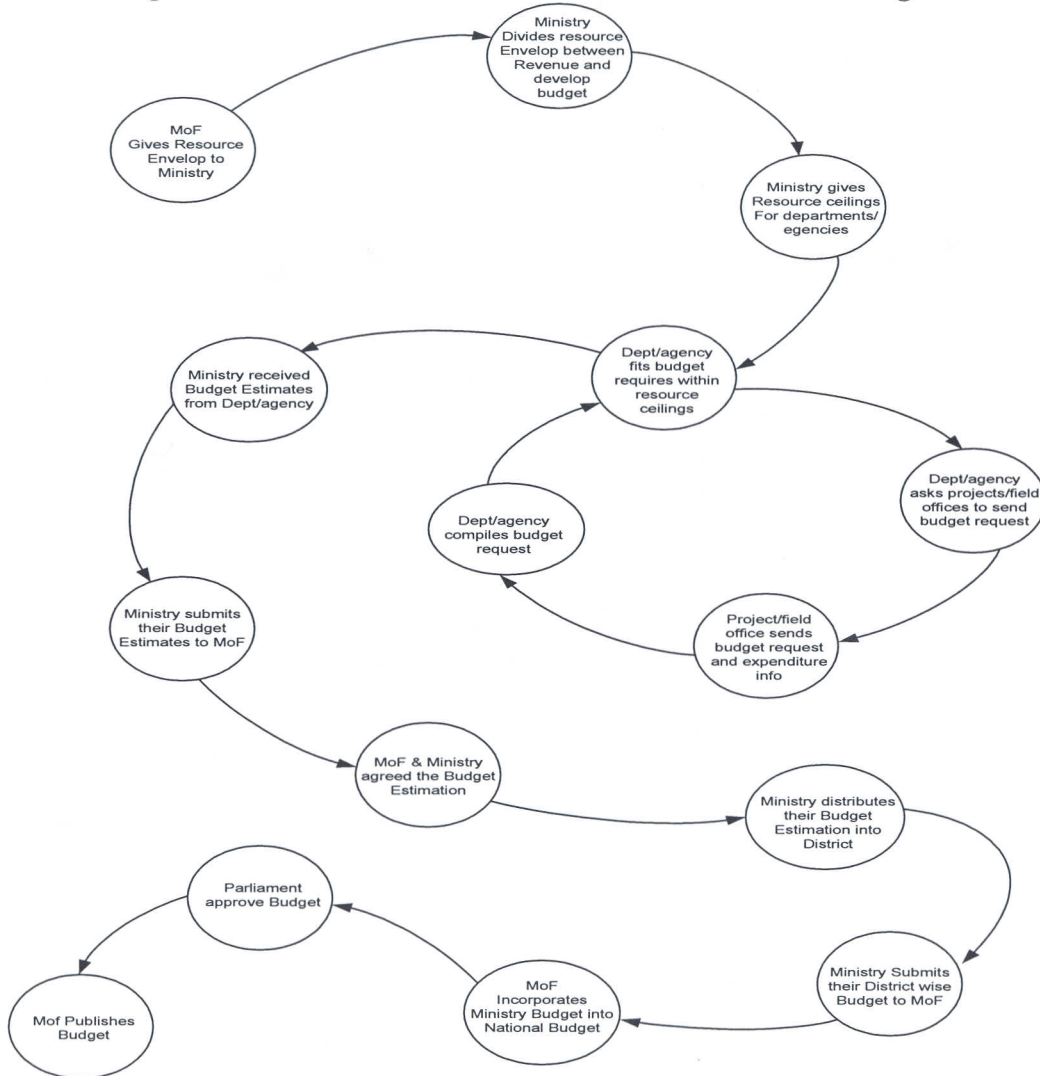 Ministry
Divides resource
Envelop between
Revenue and
develop
budget
MoF
Gives Resource
Envelop to
Ministry
Ministry gives
Resource ceilings
For departments/
egencies
Dept/agency
fits budget
requires within
resource
ceilings
Ministry received
Budget Estimates
from Dept/agency
Dept/agency
asks projects/field
offices to send
budget request
Dept/agency
compiles budget
request
Project/field
office sends
budget request
and expenditure
info
Ministry submits
their Budget
Estimates to MoF
MoF & Ministry
agreed the Budget
Estimation
Ministry distributes
their Budget
Estimation into
District
Ministry Submits
their District wise
Budget to MoF
MoF
Incorporates
Ministry Budget into
National Budget
Parliament
approve Budget
Mof Publishes
Budget